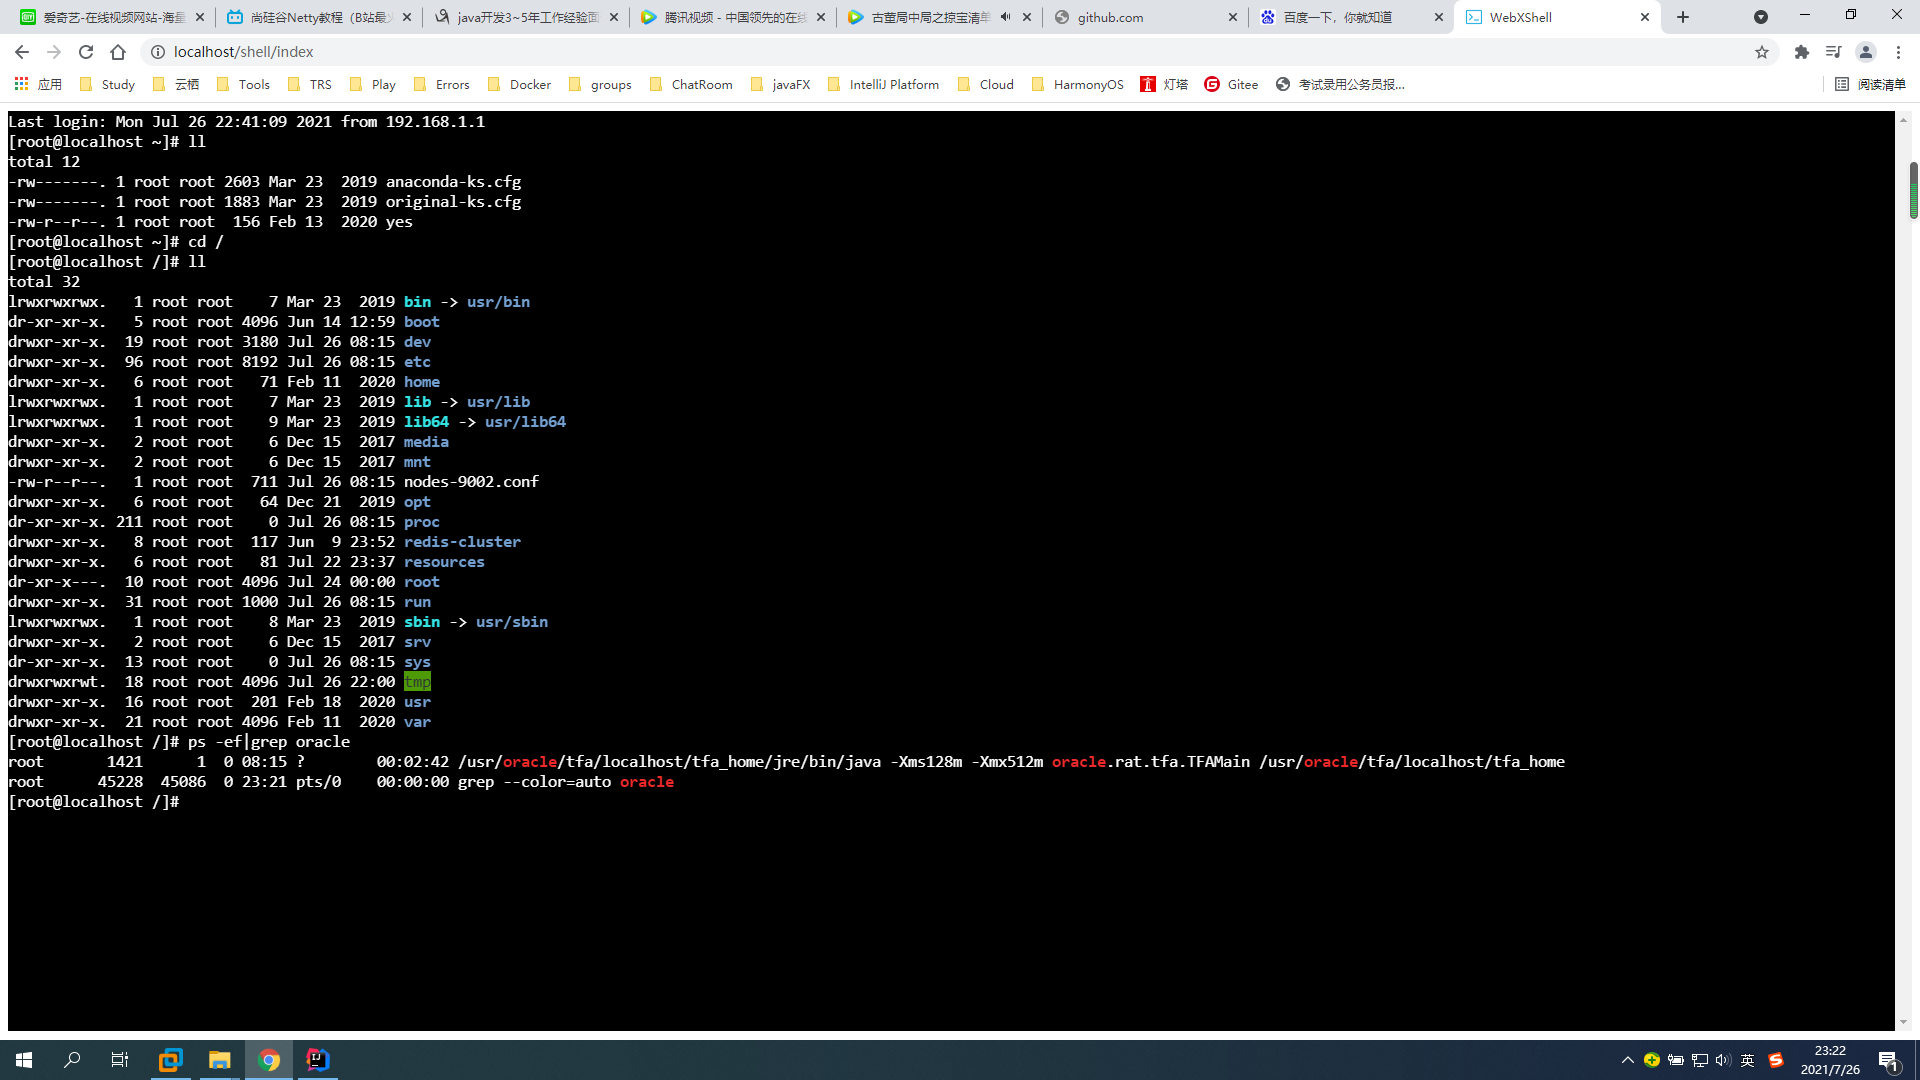 爱奇艺-在线视频网站-海量
尚硅谷Netty教程（B站最火
java开发3~5年工作经验面
腾讯视频 - 中国领先的在线
古董局中局之掠宝清单
github.com
百度一下，你就知道
WebXShell
localhost/shell/index
应用 Study 云栖 Tools TRS Play Errors Docker groups ChatRoom javaFX IntelliJ Platform Cloud HarmonyOS 灯塔 Gitee 考试录用公务员报... 阅读清单
Last login: Mon Jul 26 22:41:09 2021 from 192.168.1.1
[root@localhost ~]# ll
total 12
-rw-------. 1 root root 2603 Mar 23  2019 anaconda-ks.cfg
-rw-------. 1 root root 1883 Mar 23  2019 original-ks.cfg
-rw-r--r--. 1 root root  156 Feb 13  2020 yes
[root@localhost ~]# cd /
[root@localhost /]# ll
total 32
lrwxrwxrwx.   1 root root    7 Mar 23  2019 bin -> usr/bin
dr-xr-xr-x.   5 root root 4096 Jun 14 12:59 boot
drwxr-xr-x.  19 root root 3180 Jul 26 08:15 dev
drwxr-xr-x.  96 root root 8192 Jul 26 08:15 etc
drwxr-xr-x.   6 root root   71 Feb 11  2020 home
lrwxrwxrwx.   1 root root    7 Mar 23  2019 lib -> usr/lib
lrwxrwxrwx.   1 root root    9 Mar 23  2019 lib64 -> usr/lib64
drwxr-xr-x.   2 root root    6 Dec 15  2017 media
drwxr-xr-x.   2 root root    6 Dec 15  2017 mnt
-rw-r--r--.   1 root root  711 Jul 26 08:15 nodes-9002.conf
drwxr-xr-x.   6 root root   64 Dec 21  2019 opt
dr-xr-xr-x. 211 root root    0 Jul 26 08:15 proc
drwxr-xr-x.   8 root root  117 Jun  9 23:52 redis-cluster
drwxr-xr-x.   6 root root   81 Jul 22 23:37 resources
dr-xr-x---.  10 root root 4096 Jul 24 00:00 root
drwxr-xr-x.  31 root root 1000 Jul 26 08:15 run
lrwxrwxrwx.   1 root root    8 Mar 23  2019 sbin -> usr/sbin
drwxr-xr-x.   2 root root    6 Dec 15  2017 srv
dr-xr-xr-x.  13 root root    0 Jul 26 08:15 sys
drwxrwxrwt.  18 root root 4096 Jul 26 22:00 tmp
drwxr-xr-x.  16 root root  201 Feb 18  2020 usr
drwxr-xr-x.  21 root root 4096 Feb 11  2020 var
[root@localhost /]# ps -ef|grep oracle
root       1421      1  0 08:15 ?        00:02:42 /usr/oracle/tfa/localhost/tfa_home/jre/bin/java -Xms128m -Xmx512m oracle.rat.tfa.TFAMain /usr/oracle/tfa/localhost/tfa_home
root      45228  45086  0 23:21 pts/0    00:00:00 grep --color=auto oracle
[root@localhost /]#
英
23:22
2021/7/26
1